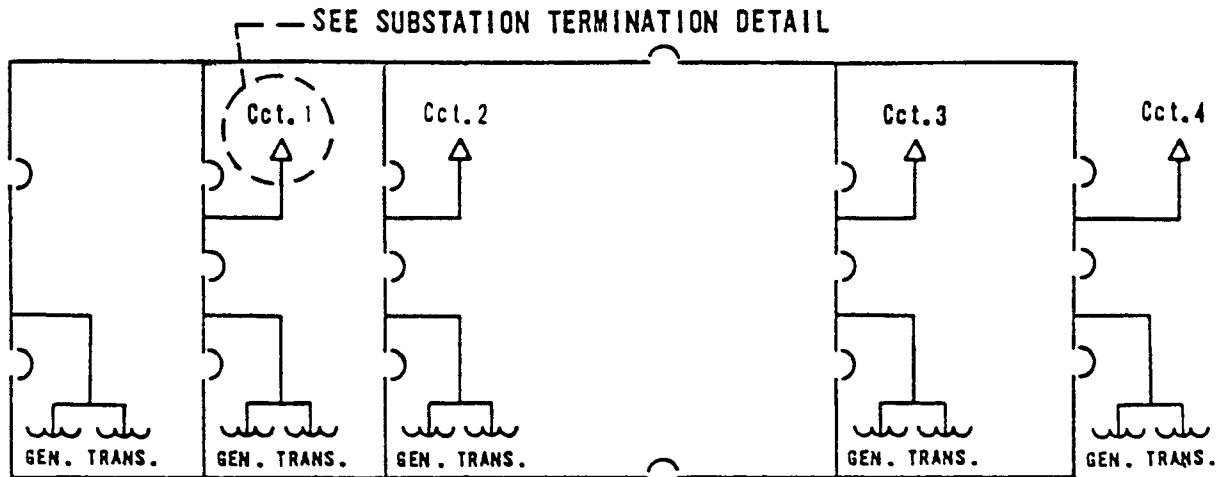 SEE SUBSTATION TERMINATION DETAIL
Cct.1
Cct.2
Cct.3
Cct.4
GEN. TRANS.
GEN. TRANS.
GEN. TRANS.
GEN. TRANS.
GEN. TRANS.